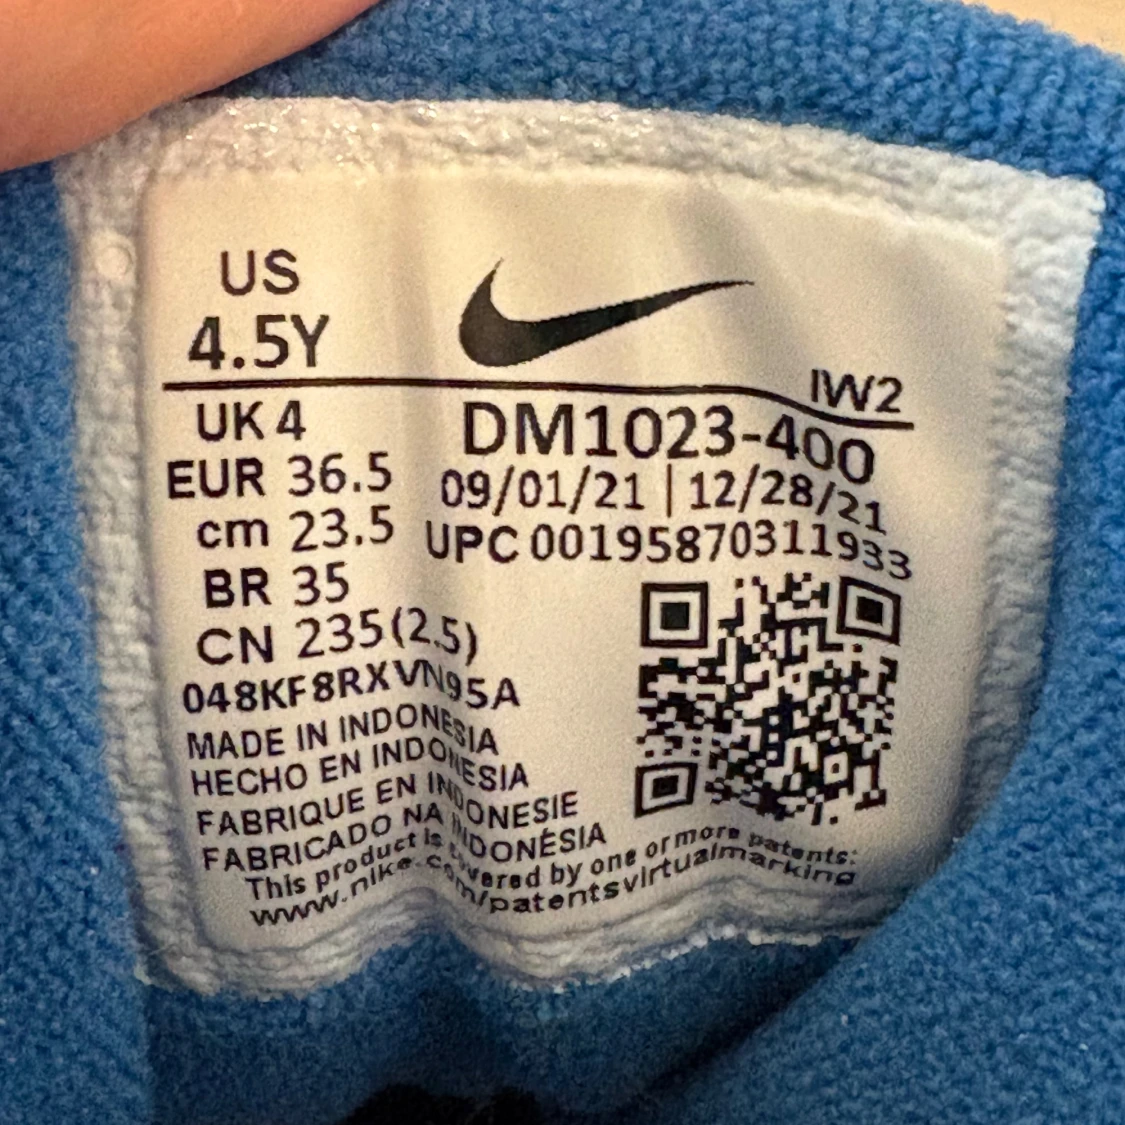 US
4.5Y
IW2
UK 4
EUR 36.5
cm 23.5
BR 35
CN 235(2.5)
DM1023-400
09/01/21 | 12/28/21
UPC 00195870311933
048KF8RXVN95A
MADE IN INDONESIA
HECHO EN INDONESIA
FABRIQUE EN INDONESIE
FABRICADO NA INDONÉSIA
This product is covered by one or more patents:
www.nike.com/patentsvirtualmarking